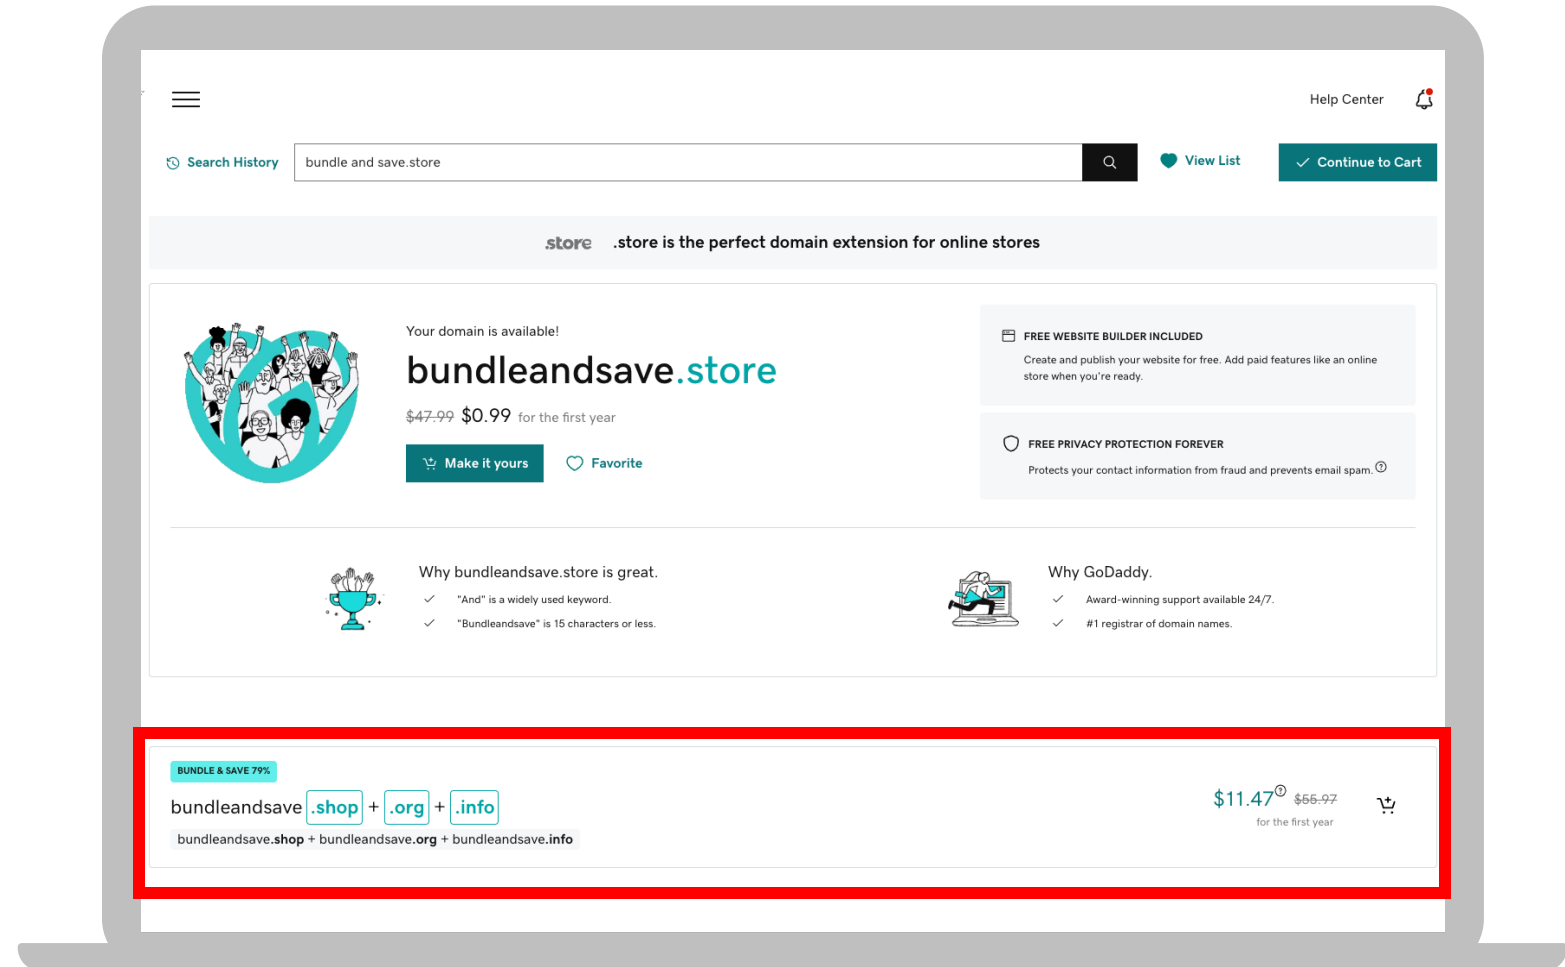 Help Center
Search History
bundle and save.store
View List
Continue to Cart
.store
.store is the perfect domain extension for online stores
Your domain is available!
bundleandsave.store
$47.99 $0.99 for the first year
Make it yours
Favorite
FREE WEBSITE BUILDER INCLUDED
Create and publish your website for free. Add paid features like an online
store when you're ready.
FREE PRIVACY PROTECTION FOREVER
Protects your contact information from fraud and prevents email spam.
Why bundleandsave.store is great.
"And" is a widely used keyword.
"Bundleandsave" is 15 characters or less.
Why GoDaddy.
Award-winning support available 24/7.
#1 registrar of domain names.
BUNDLE & SAVE 79%
bundleandsave .shop + .org + .info
bundleandsave.shop + bundleandsave.org + bundleandsave.info
$11.47 $55.97
for the first year